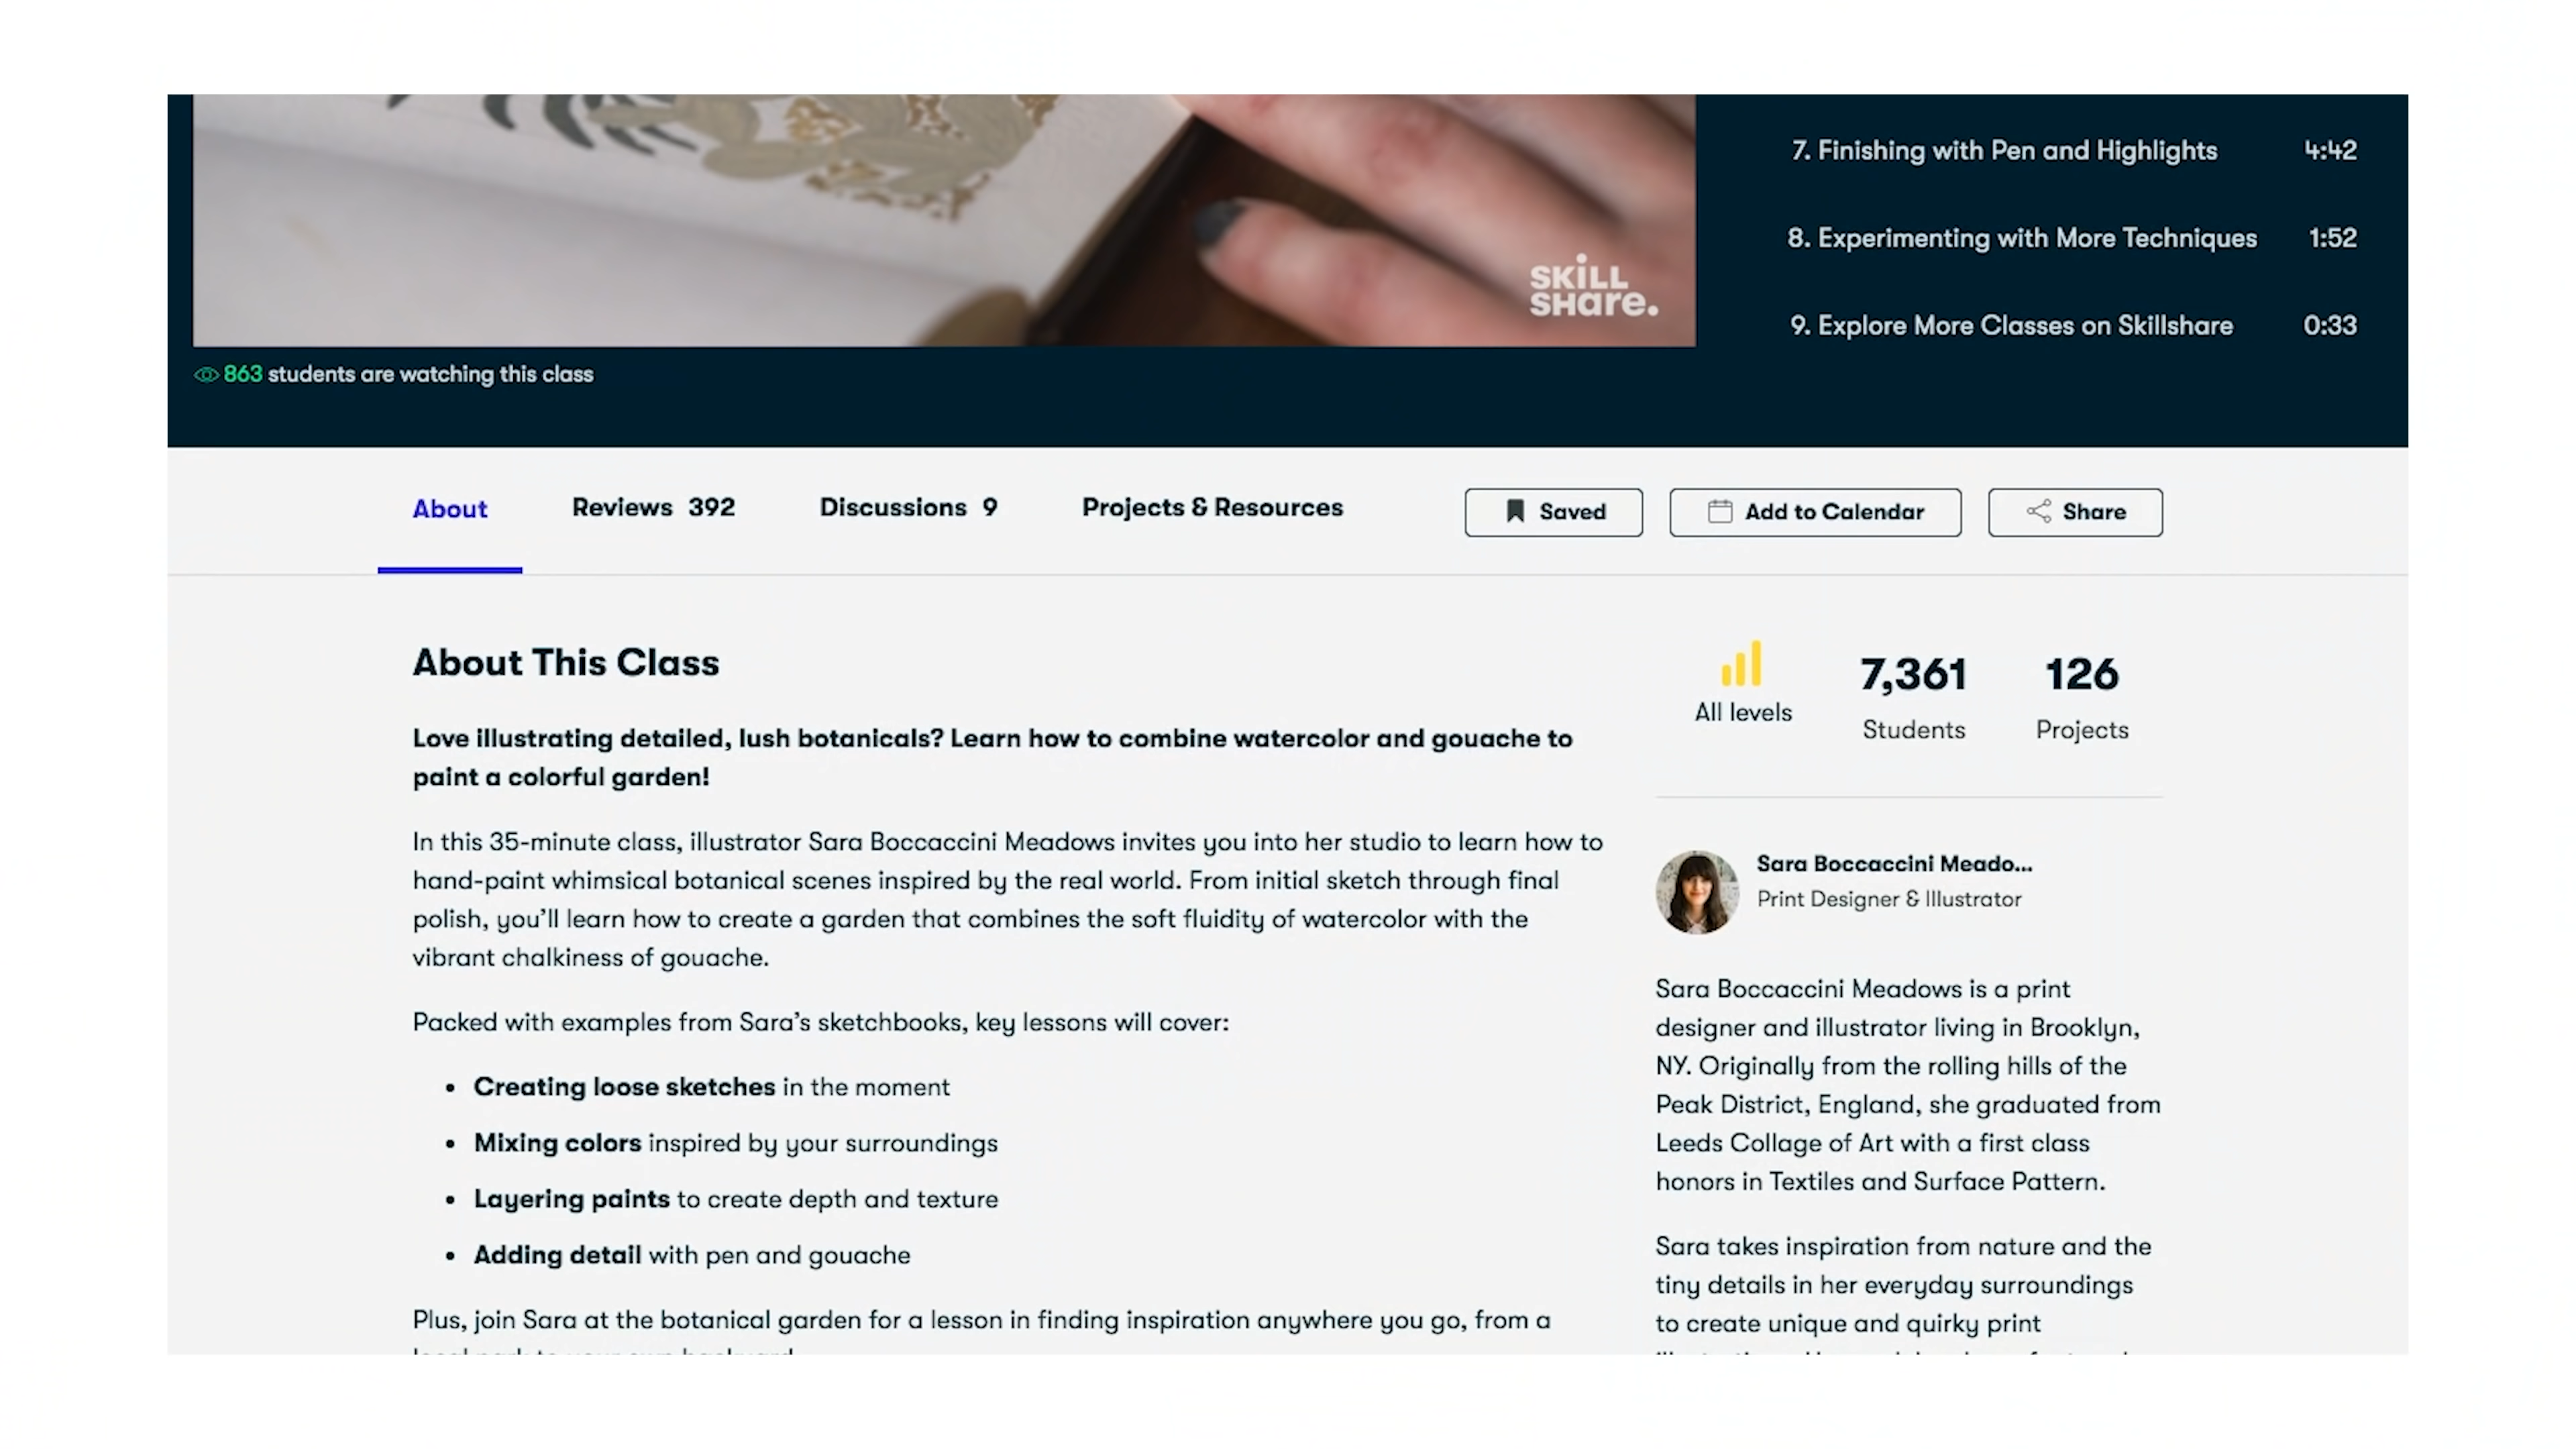 7. Finishing with Pen and Highlights 4:42
8. Experimenting with More Techniques 1:52
9. Explore More Classes on Skillshare 0:33
SKILL
SHare.
863 students are watching this class
About Reviews 392 Discussions 9 Projects & Resources Saved Add to Calendar Share
About This Class
Love illustrating detailed, lush botanicals? Learn how to combine watercolor and gouache to
paint a colorful garden!
In this 35-minute class, illustrator Sara Boccaccini Meadows invites you into her studio to learn how to
hand-paint whimsical botanical scenes inspired by the real world. From initial sketch through final
polish, you'll learn how to create a garden that combines the soft fluidity of watercolor with the
vibrant chalkiness of gouache.
Packed with examples from Sara's sketchbooks, key lessons will cover:
• Creating loose sketches in the moment
• Mixing colors inspired by your surroundings
• Layering paints to create depth and texture
• Adding detail with pen and gouache
Plus, join Sara at the botanical garden for a lesson in finding inspiration anywhere you go, from a
All levels
7,361
Students
126
Projects
Sara Boccaccini Meado...
Print Designer & Illustrator
Sara Boccaccini Meadows is a print
designer and illustrator living in Brooklyn,
NY. Originally from the rolling hills of the
Peak District, England, she graduated from
Leeds Collage of Art with a first class
honors in Textiles and Surface Pattern.
Sara takes inspiration from nature and the
tiny details in her everyday surroundings
to create unique and quirky print